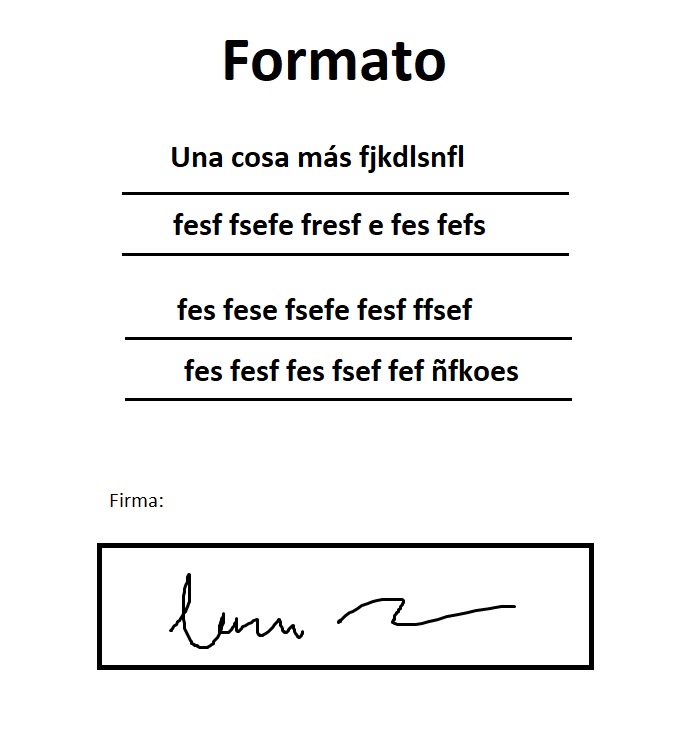 Formato
Una cosa más fjkdlsnfl
fesf fsefe fresf e fes fefs
fes fese fsefe fesf ffsef
fes fesf fes fsef fef ñfkoes
Firma: